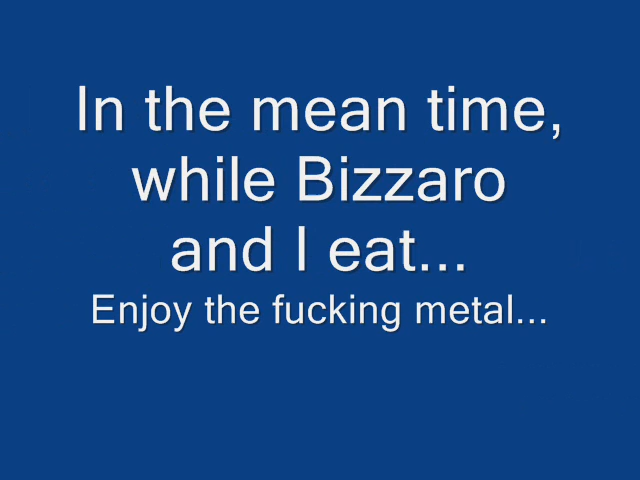 In the mean time,
while Bizzaro
and I eat...
Enjoy the fucking metal...